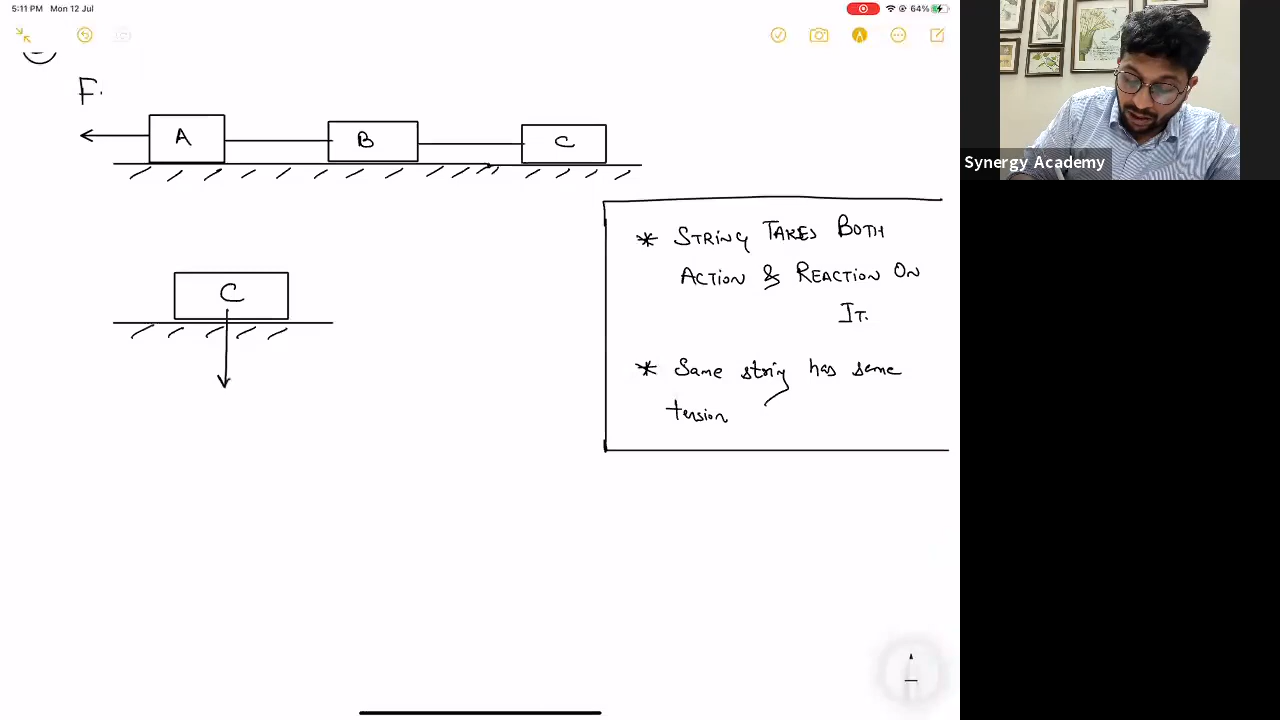 5:11 PM Mon 12 Jul
64%
F.
A
B
C
Synergy Academy
* STRING TAKES BOTH
ACTION & REACTION ON
IT.
C
* Same string has same
tension